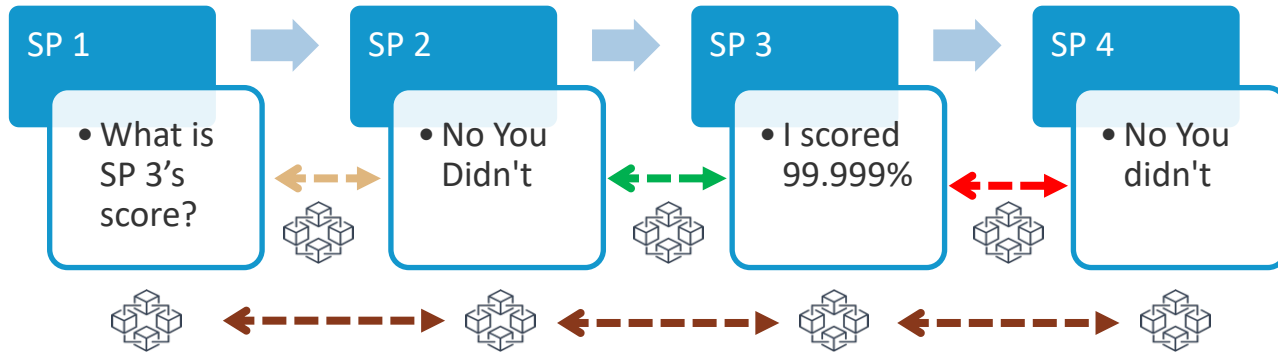 SP 1
• What is
SP 3’s
score?
SP 2
• No You
Didn't
SP 3
• I scored
99.999%
SP 4
• No You
didn't